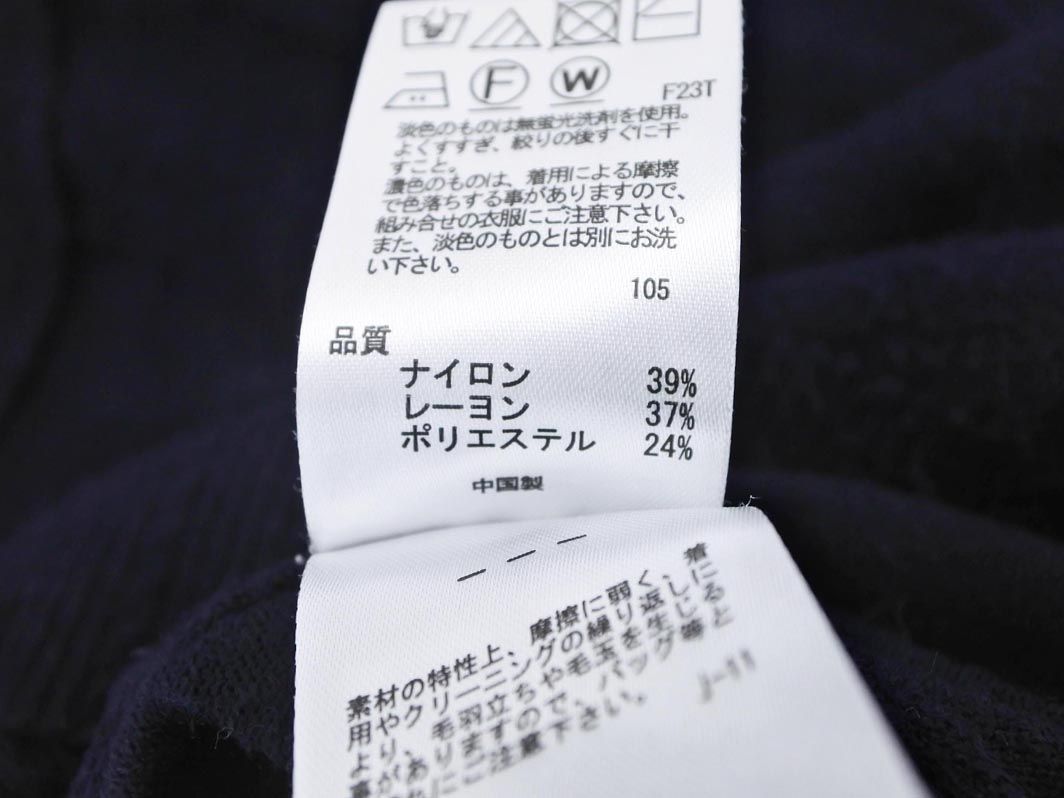 F W
F23T
淡色のものは無蛍光洗剤を使用。
よくすすぎ、絞りの後すぐに干
すこと。
濃色のものは、着用による摩擦
で色落ちする事がありますので、
組み合せの衣服にご注意下さい。
また、淡色のものとは別にお洗
い下さい。
105
品質
ナイロン 39%
レーヨン 37%
ポリエステル 24%
中国製
素材の特性上、摩擦に弱く、着
用やクリーニングの繰り返しに
より、毛羽立ちや毛玉を生じる
事がありますので、バッグ等と
れにご注意下さい。
J-11